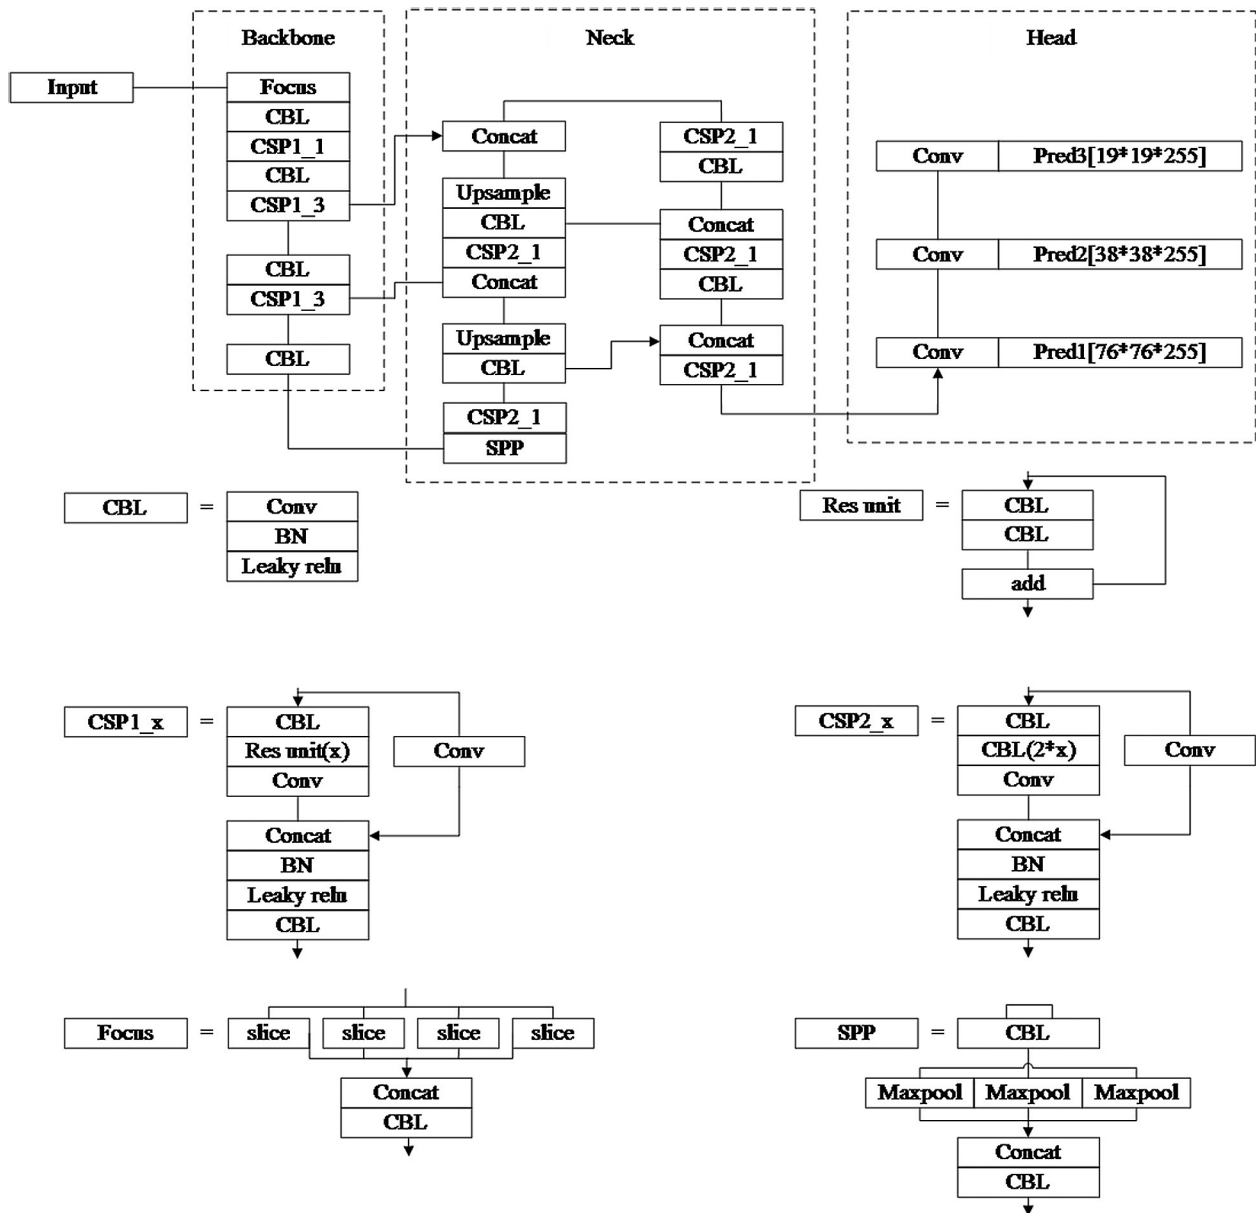 Backbone
Neck
Head
Input
Focus
CBL
CSP1_1
CBL
CSP1_3
CBL
CSP1_3
CBL
Concat
Upsample
CBL
CSP2_1
Concat
Upsample
CBL
CSP2_1
SPP
CSP2_1
CBL
Concat
CSP2_1
CBL
Concat
CSP2_1
Conv Pred3[19*19*255]
Conv Pred2[38*38*255]
Conv Pred1[76*76*255]
CBL =
Conv
BN
Leaky relu
Res unit =
CBL
CBL
add
CSP1_x =
CBL
Res unit(x)
Conv
Conv
Concat
BN
Leaky relu
CBL
CSP2_x =
CBL
CBL(2*x)
Conv
Conv
Concat
BN
Leaky relu
CBL
Focus = slice slice slice slice
Concat
CBL
SPP = CBL
Maxpool Maxpool Maxpool
Concat
CBL